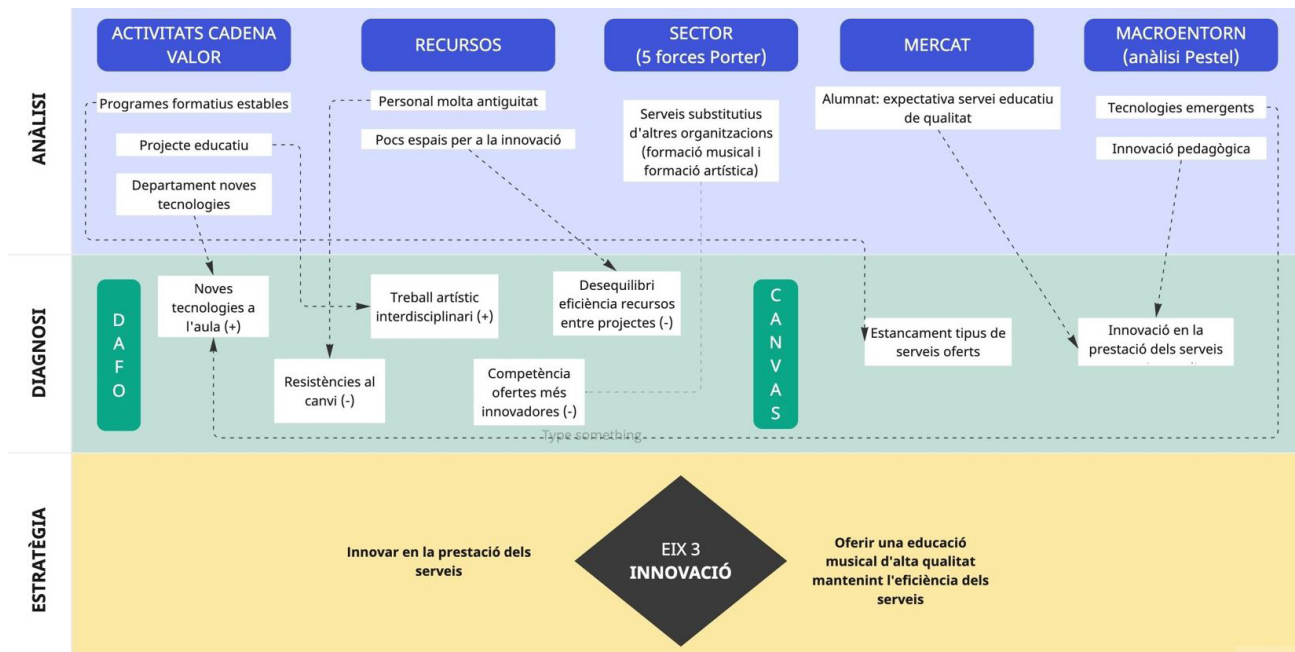 ACTIVITATS CADENA
VALOR
RECURSOS
SECTOR
(5 forces Porter)
MERCAT
MACROENTORN
(anàlisi Pestel)
ANÀLISI
Programes formatius estables
Projecte educatiu
Departament noves
tecnologies
Personal molta antiguitat
Pocs espais per a la innovació
Serveis substitutius
d'altres organitzacions
(formació musical i
formació artística)
Alumnat: expectativa servei educatiu
de qualitat
Tecnologies emergents
Innovació pedagògica
DIAGNOSI
DAFO
Noves
tecnologies a
l'aula (+)
Treball artístic
interdisciplinari (+)
Desequilibri
eficiència recursos
entre projectes (-)
Resistències al
canvi (-)
Competència
ofertes més
innovadores (-)
Type something
CANVAS
Estancament tipus de
serveis oferts
Innovació en la
prestació dels serveis
ESTRATÈGIA
Innovar en la prestació dels
serveis
EIX 3
INNOVACIÓ
Oferir una educació
musical d'alta qualitat
mantenint l'eficiència dels
serveis